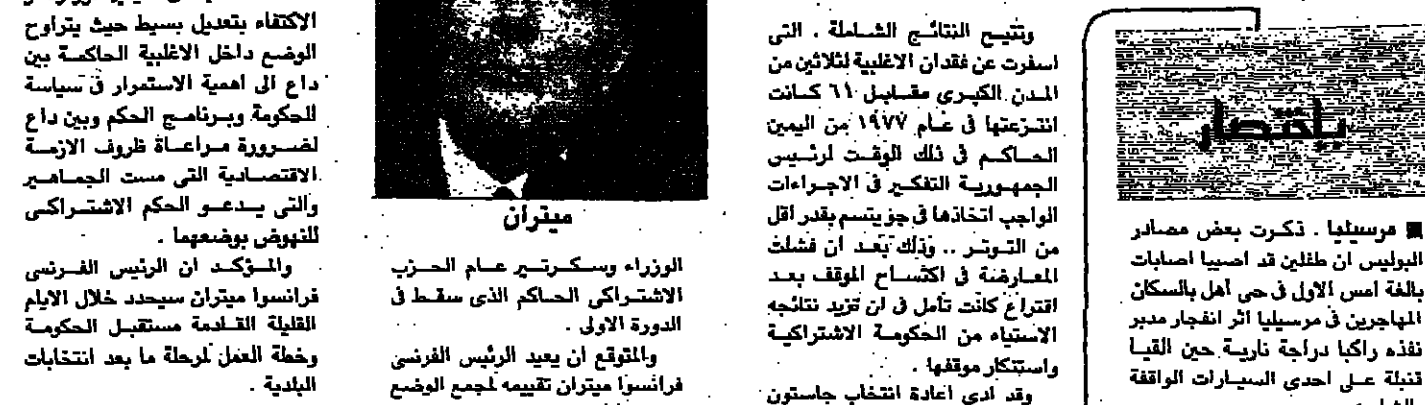 باختصار
■ مرسيليا . ذكرت بعض مصادر
البوليس ان طفلين قد اصيبا اصابات
بالغة امس الاول فى حى آهل بالسكان
المهاجرين فى مرسيليا اثر انفجار مدبر
نفذه راكبا دراجة نارية حين القيا
قنبلة على احدى السيارات الواقفة
وتتيح النتائج الشاملة . التى
اسفرت عن فقدان الاغلبية لثلاثين من
المدن الكبرى مقابل ٦١ كانت
انتزعتها فى عام ١٩٧٧ من اليمين
الحاكم فى ذلك الوقت لرئيس
الجمهورية التفكير فى الاجراءات
الواجب اتخاذها فى جو يتسم بقدر اقل
من التوتر .. وذلك بعد ان فشلت
المعارضة فى اكتساح الموقف بعد
اقتراع كانت تأمل فى ان تزيد نتائجه
الاستياء من الحكومة الاشتراكية
واستنكار موقفها .
وقد ادى اعادة انتخاب جاستون
ميتران
الوزراء وسكرتير عام الحزب
الاشتراكى الحاكم الذى سقط فى
الدورة الاولى .
والمتوقع ان يعيد الرئيس الفرنسى
فرانسوا ميتران تقييمه لمجمع الوضع
الاكتفاء بتعديل بسيط حيث يتراوح
الوضع داخل الاغلبية الحاكمة بين
داع الى اهمية الاستمرار فى سياسة
الحكومة وبرنامج الحكم وبين داع
لضرورة مراعاة ظروف الازمة
الاقتصادية التى مست الجماهير
والتى يدعو الحكم الاشتراكى
للنهوض بوضعهما .
والمؤكد ان الرئيس الفرنسى
فرانسوا ميتران سيحدد خلال الايام
القليلة القادمة مستقبل الحكومة
وخطة العمل لمرحلة ما بعد انتخابات
البلدية .